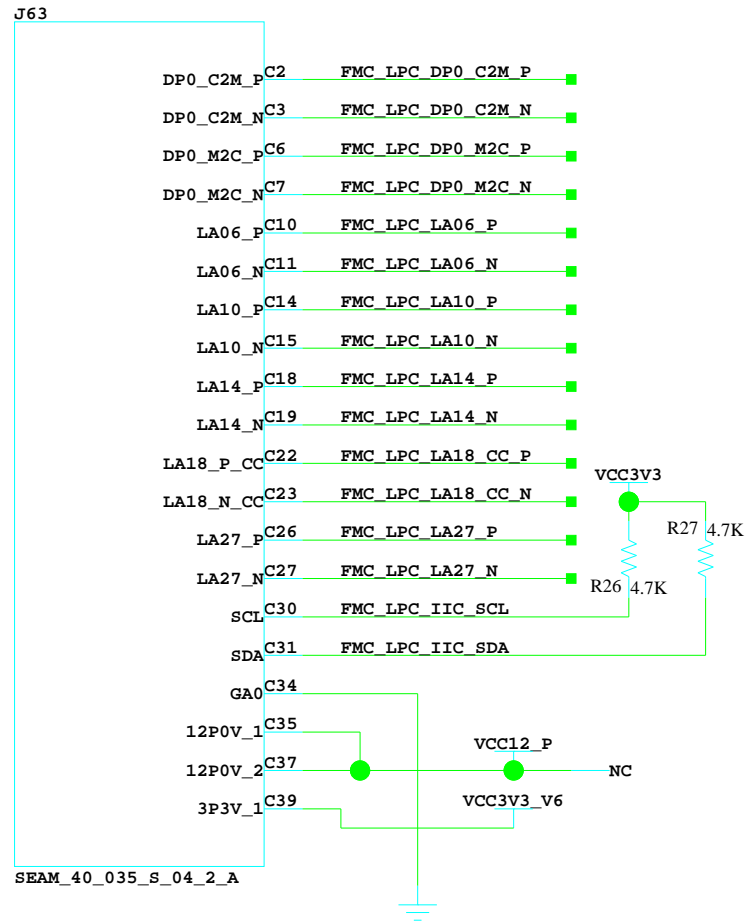 J63
DP0_C2M_P C2 FMC_LPC_DP0_C2M_P
DP0_C2M_N C3 FMC_LPC_DP0_C2M_N
DP0_M2C_P C6 FMC_LPC_DP0_M2C_P
DP0_M2C_N C7 FMC_LPC_DP0_M2C_N
LA06_P C10 FMC_LPC_LA06_P
LA06_N C11 FMC_LPC_LA06_N
LA10_P C14 FMC_LPC_LA10_P
LA10_N C15 FMC_LPC_LA10_N
LA14_P C18 FMC_LPC_LA14_P
LA14_N C19 FMC_LPC_LA14_N
LA18_P_CC C22 FMC_LPC_LA18_CC_P
VCC3V3
LA18_N_CC C23 FMC_LPC_LA18_CC_N
LA27_P C26 FMC_LPC_LA27_P
R27 4.7K
LA27_N C27 FMC_LPC_LA27_N
R26 4.7K
SCL C30 FMC_LPC_IIC_SCL
SDA C31 FMC_LPC_IIC_SDA
GA0 C34
12P0V_1 C35
VCC12_P
12P0V_2 C37 NC
3P3V_1 C39 VCC3V3_V6
SEAM_40_035_S_04_2_A